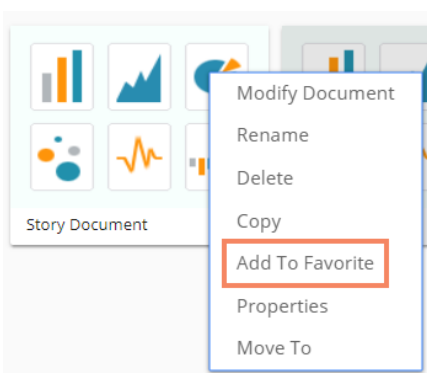 Modify Document
Rename
Delete
Story Document
Copy
Add To Favorite
Properties
Move To